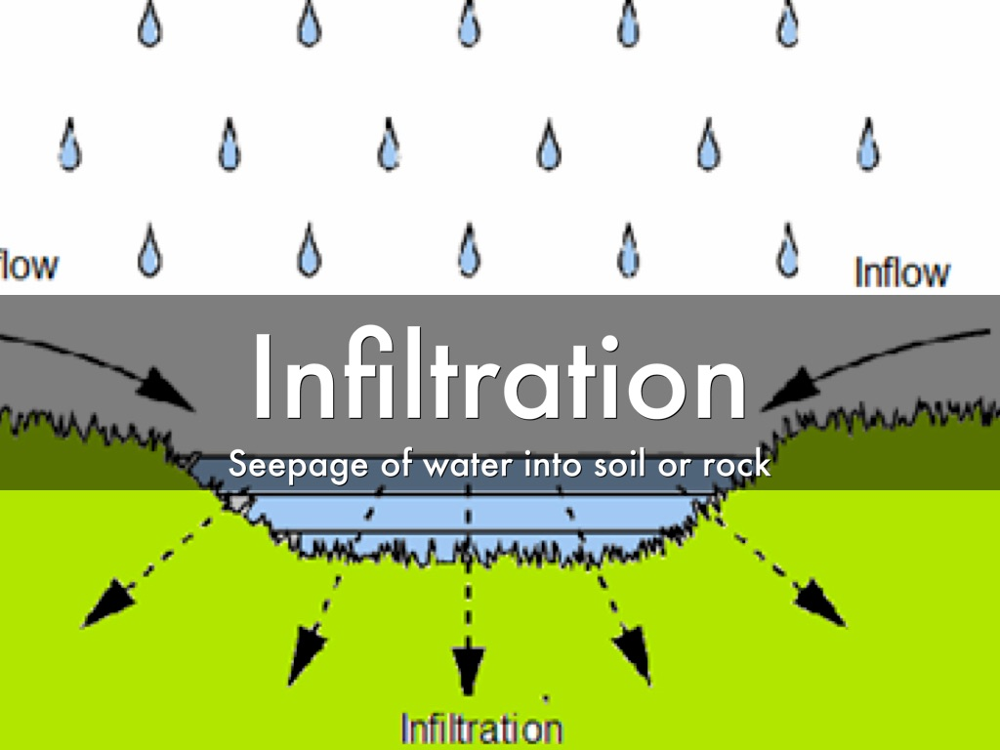 flow
Inflow
Infiltration
Seepage of water into soil or rock
Infiltration